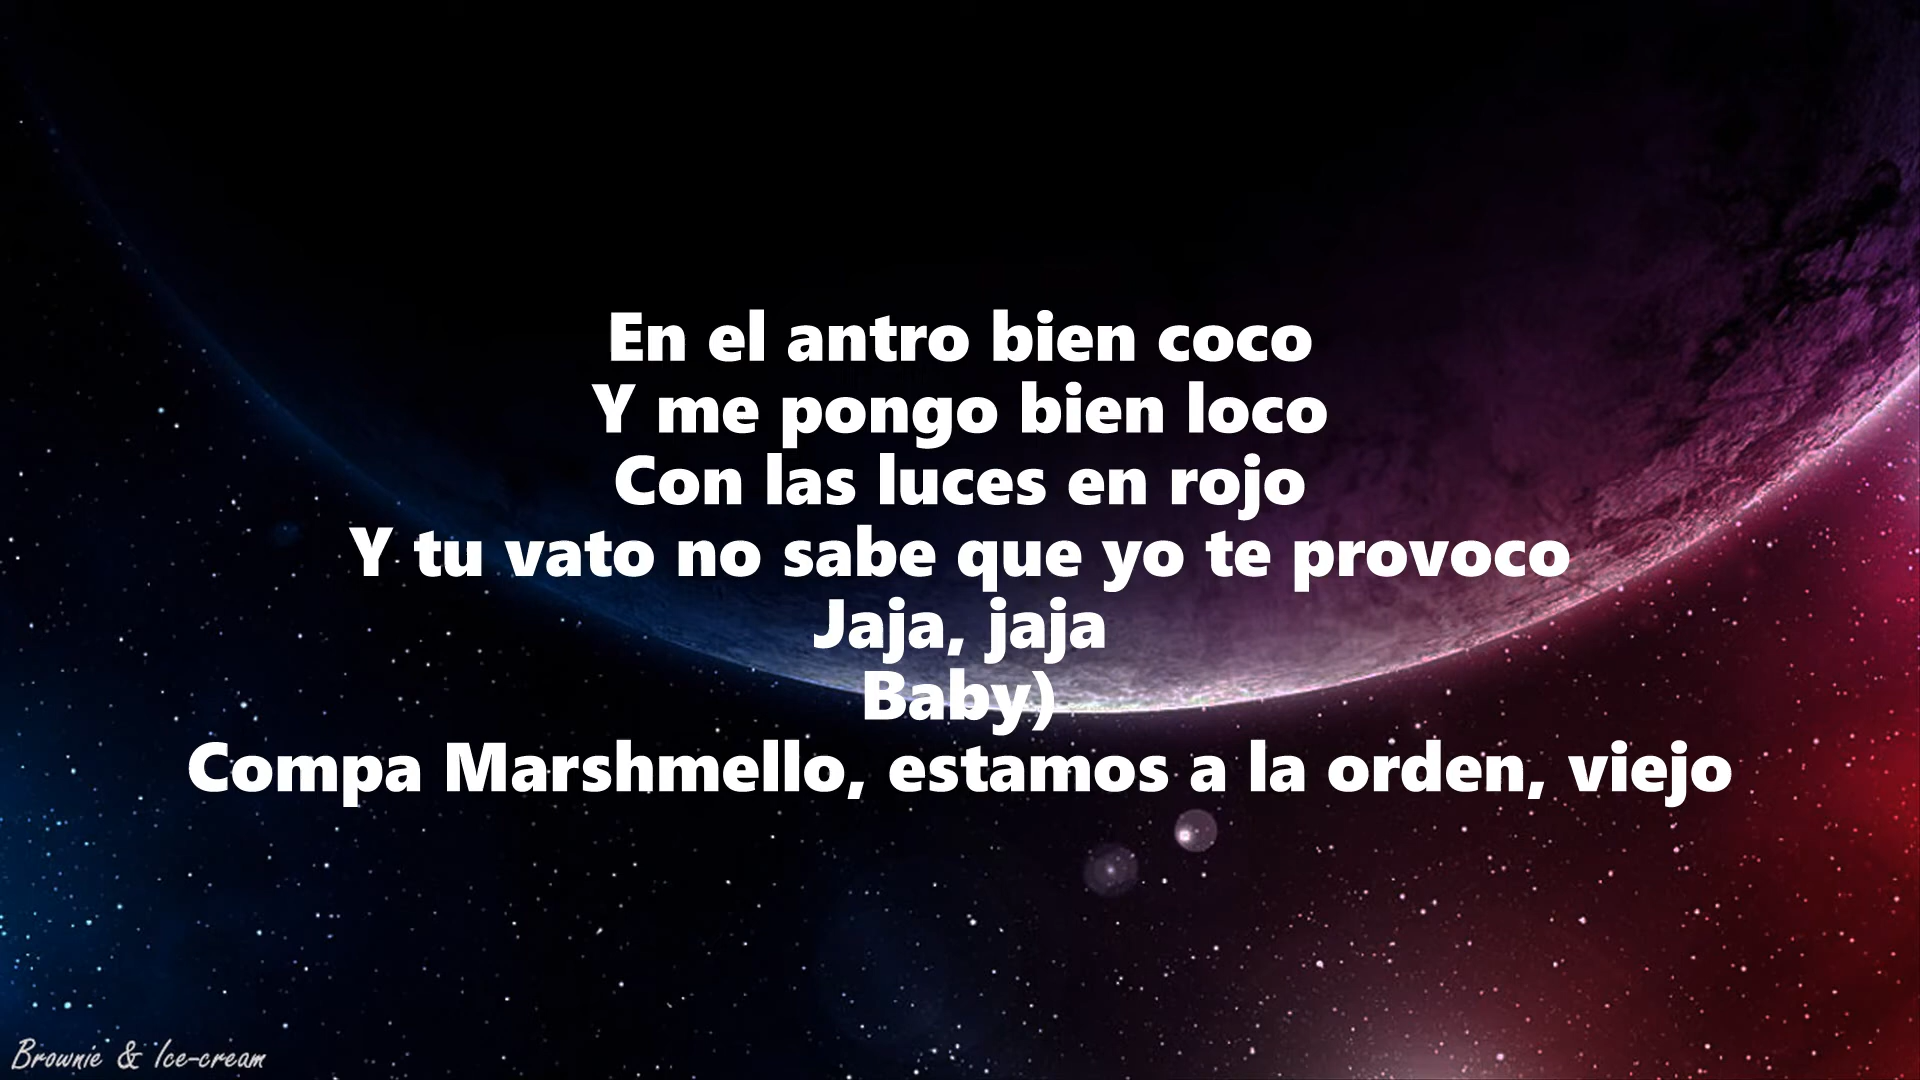 En el antro bien coco
Y me pongo bien loco
Con las luces en rojo
Y tu vato no sabe que yo te provoco
Jaja, jaja
Baby)
Compa Marshmello, estamos a la orden, viejo
Brownie & Ice-cream